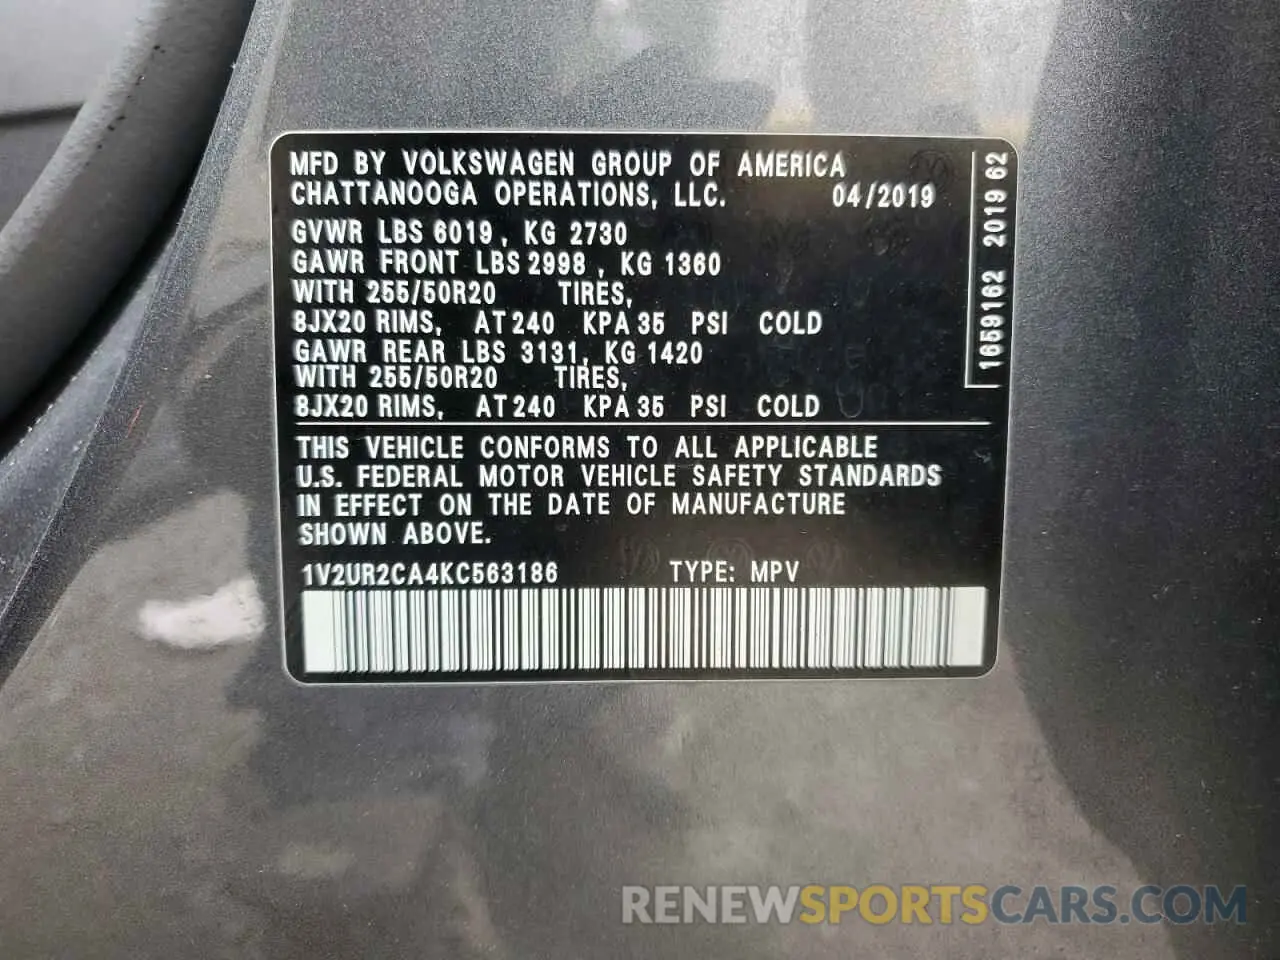 MFD BY VOLKSWAGEN GROUP OF AMERICA
CHATTANOOGA OPERATIONS, LLC. 04/2019
GVWR LBS 6019, KG 2730
GAWR FRONT LBS 2998, KG 1360
WITH 255/50R20 TIRES,
8JX20 RIMS, AT 240 KPA 35 PSI COLD
GAWR REAR LBS 3131, KG 1420
WITH 255/50R20 TIRES,
8JX20 RIMS, AT 240 KPA 35 PSI COLD
1659162 2019 62
THIS VEHICLE CONFORMS TO ALL APPLICABLE
U.S. FEDERAL MOTOR VEHICLE SAFETY STANDARDS
IN EFFECT ON THE DATE OF MANUFACTURE
SHOWN ABOVE.
1V2UR2CA4KC563186 TYPE: MPV
RENEWSPORTSCARS.COM